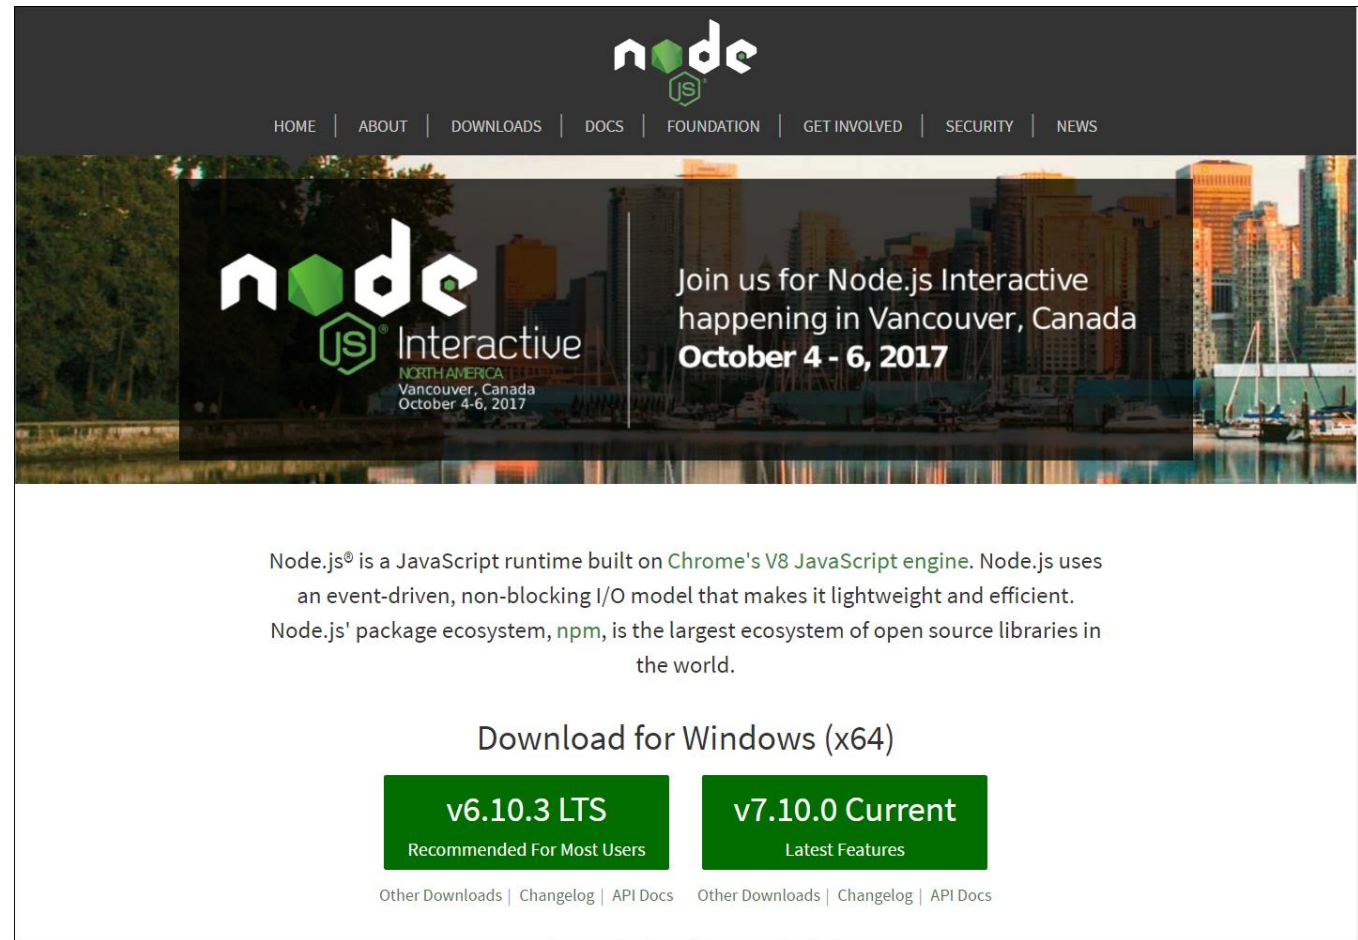 node
JS®
HOME | ABOUT | DOWNLOADS | DOCS | FOUNDATION | GET INVOLVED | SECURITY | NEWS
node
JS®
Interactive
NORTH AMERICA
Vancouver, Canada
October 4-6, 2017
Join us for Node.js Interactive
happening in Vancouver, Canada
October 4 - 6, 2017
Node.js® is a JavaScript runtime built on Chrome's V8 JavaScript engine. Node.js uses
an event-driven, non-blocking I/O model that makes it lightweight and efficient.
Node.js' package ecosystem, npm, is the largest ecosystem of open source libraries in
the world.
Download for Windows (x64)
v6.10.3 LTS
Recommended For Most Users
v7.10.0 Current
Latest Features
Other Downloads | Changelog | API Docs
Other Downloads | Changelog | API Docs